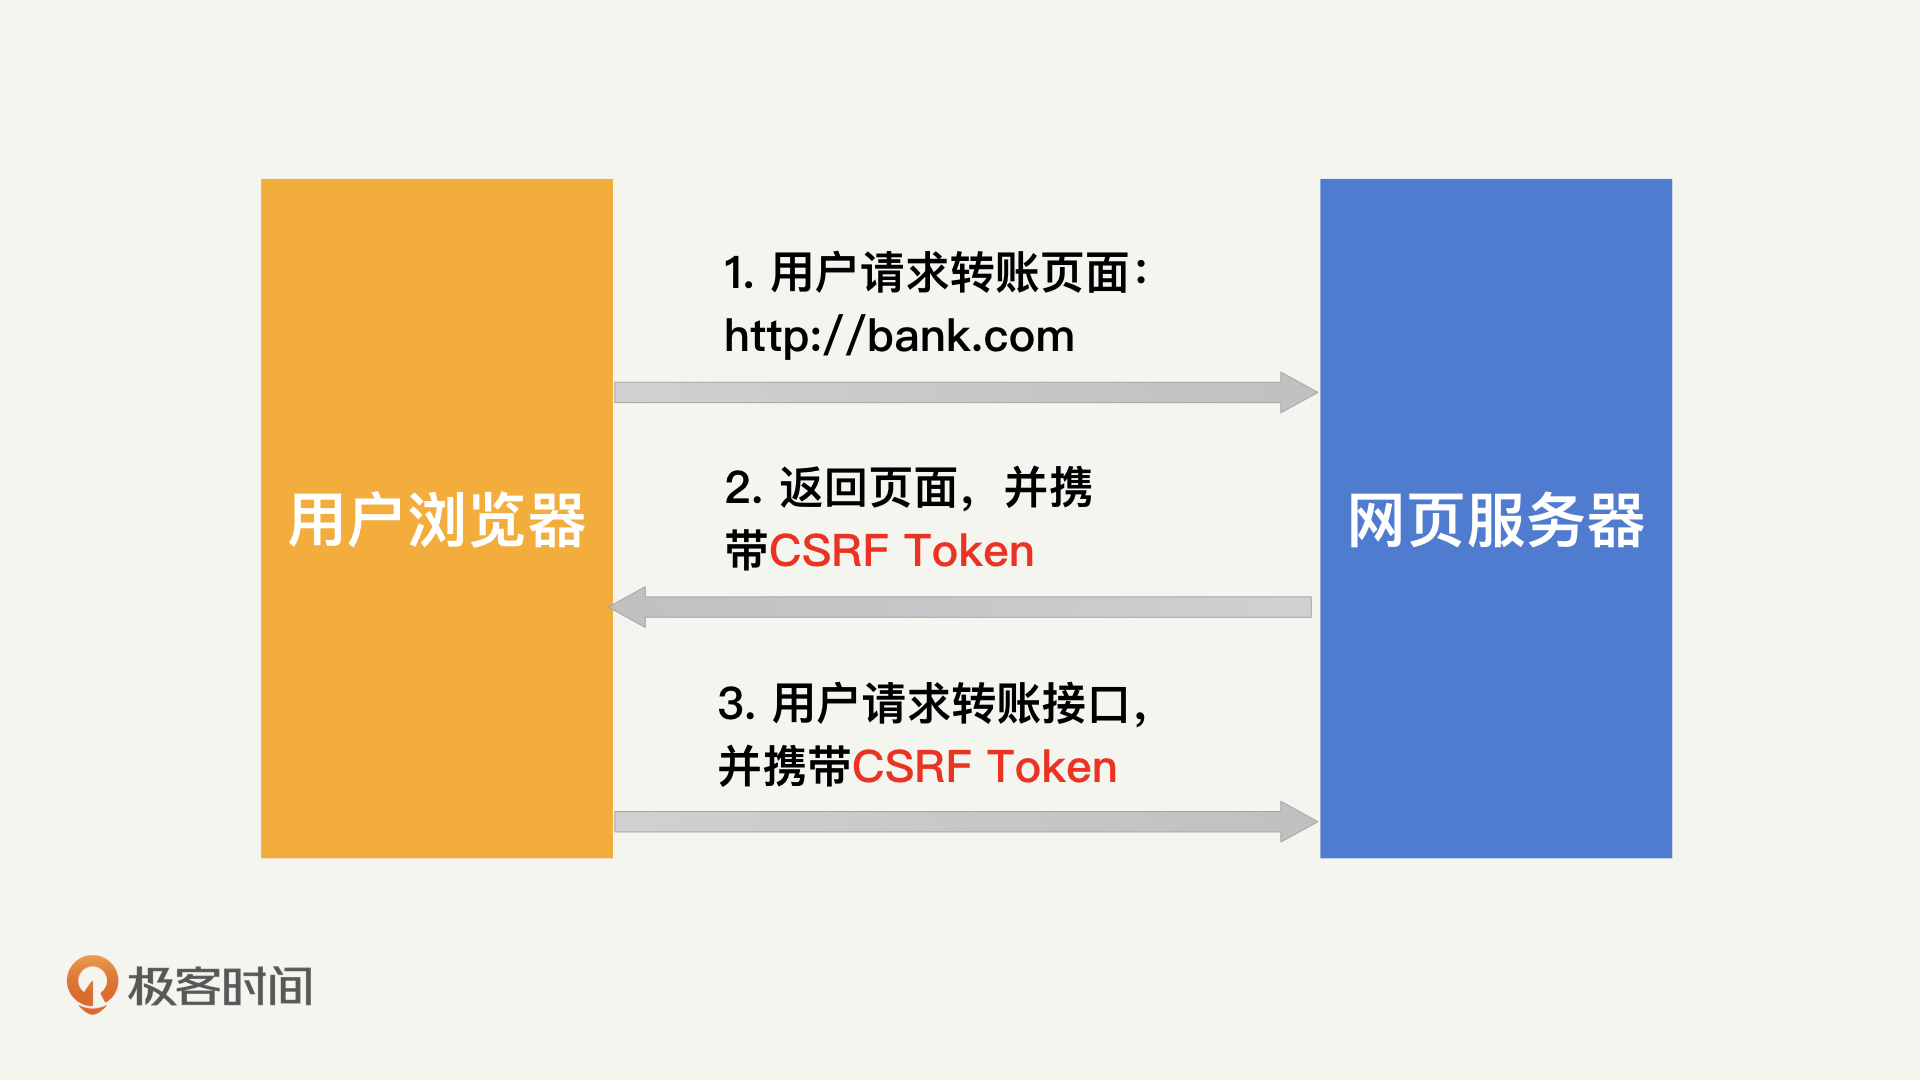 1. 用户请求转账页面：
http://bank.com
用户浏览器
2. 返回页面，并携
带CSRF Token
网页服务器
3. 用户请求转账接口，
并携带CSRF Token
极客时间